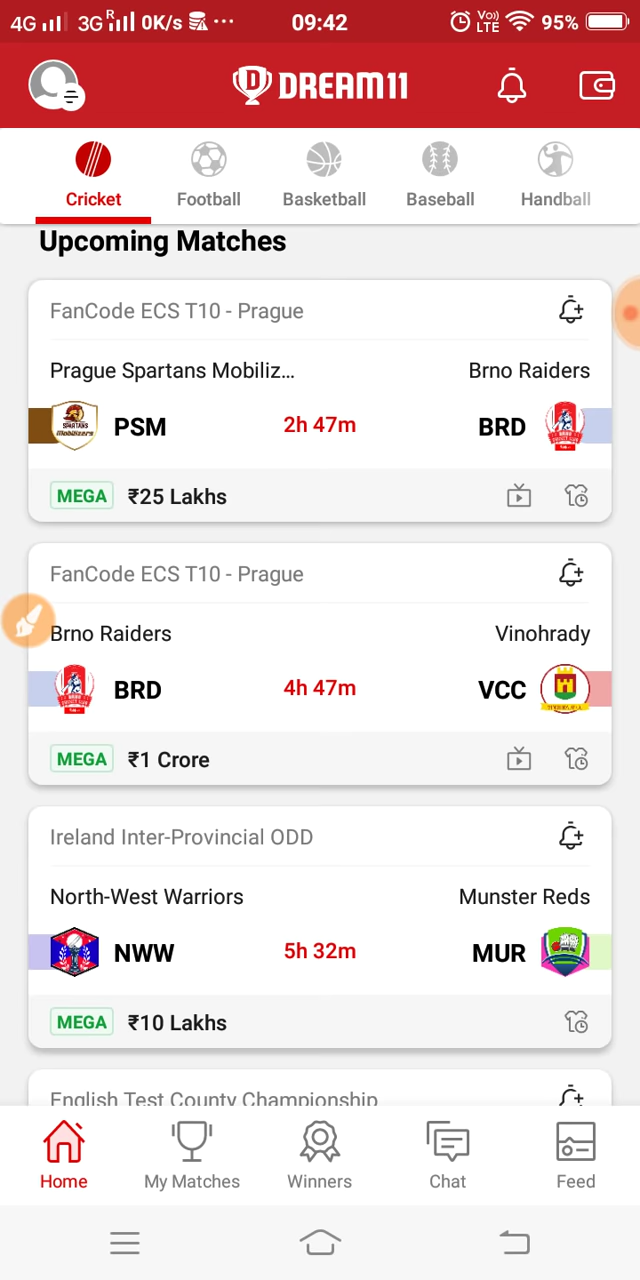 4G 3G R 0K/s ... 09:42 Vo) LTE 95%
DREAM11
Cricket Football Basketball Baseball Handball
Upcoming Matches
FanCode ECS T10 - Prague
Prague Spartans Mobiliz... Brno Raiders
PSM 2h 47m BRD
MEGA ₹25 Lakhs
FanCode ECS T10 - Prague
Brno Raiders Vinohrady
BRD 4h 47m VCC
MEGA ₹1 Crore
Ireland Inter-Provincial ODD
North-West Warriors Munster Reds
NWW 5h 32m MUR
MEGA ₹10 Lakhs
English Test County Championship
Home My Matches Winners Chat Feed